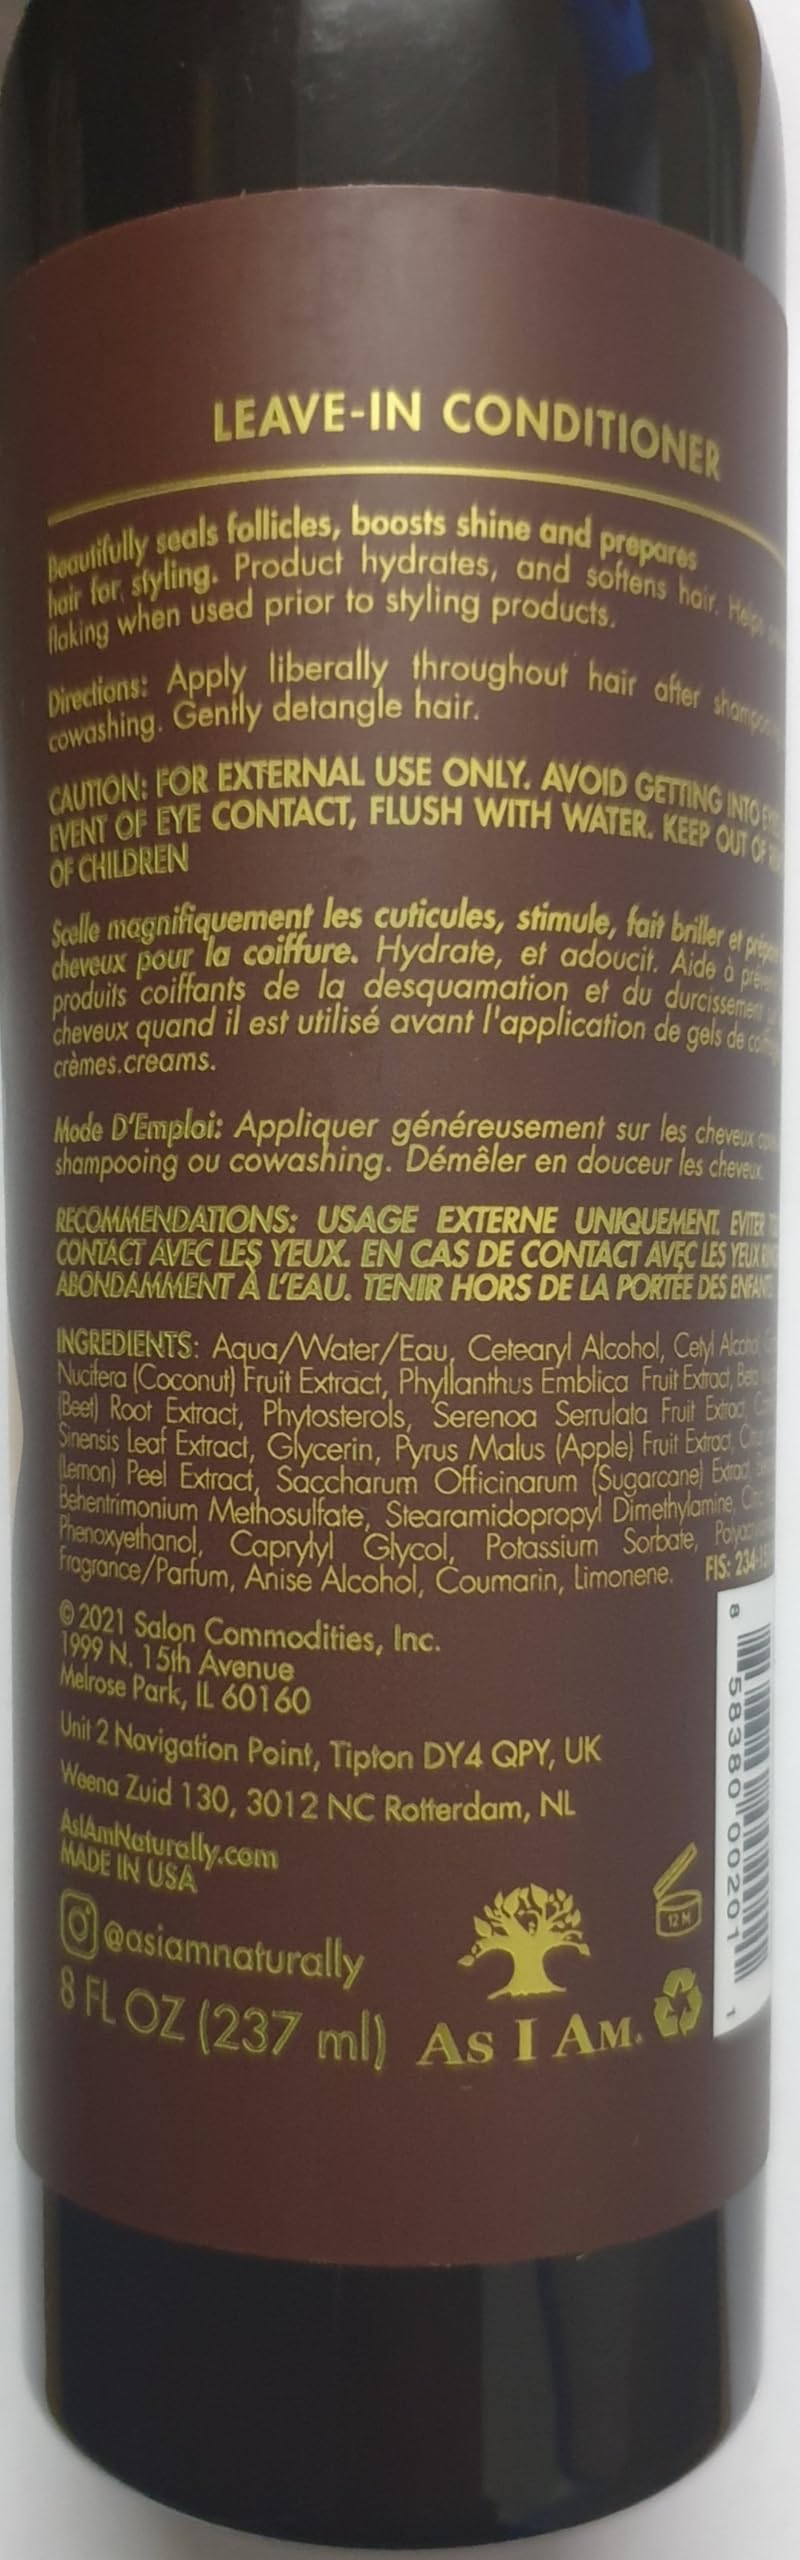 LEAVE-IN CONDITIONER
Beautifully seals follicles, boosts shine and prepares
hair for styling. Product hydrates, and softens hair. Helps
flaking when used prior to styling products.
Directions: Apply liberally throughout hair after
cowashing. Gently detangle hair.
CAUTION: FOR EXTERNAL USE ONLY. AVOID GETTING INTO
EVENT OF EYE CONTACT, FLUSH WITH WATER. KEEP OUT OF
OF CHILDREN
Scelle magnifiquement les cuticules, stimule, fait briller et
cheveux pour la coiffure. Hydrate, et adoucit. Aide à
produits coiffants de la desquamation et du durcissement
cheveux quand il est utilisé avant l'application de gels de
crèmes.creams.
Mode D'Emploi: Appliquer généreusement sur les cheveux
shampooing ou cowashing. Démêler en douceur les cheveux.
RECOMMENDATIONS: USAGE EXTERNE UNIQUEMENT. EVITER
CONTACT AVEC LES YEUX. EN CAS DE CONTACT AVEC LES YEUX
ABONDAMMENT À L'EAU. TENIR HORS DE LA PORTÉE DES
INGREDIENTS: Aqua/Water/Eau, Cetearyl Alcohol, Cetyl Alcohol,
Nucifera (Coconut) Fruit Extract, Phyllanthus Emblica Fruit Extract, Beta
(Beet) Root Extract, Phytosterols, Serenoa Serrulata Fruit Extract,
Sinensis Leaf Extract, Glycerin, Pyrus Malus (Apple) Fruit Extract,
(Lemon) Peel Extract, Saccharum Officinarum (Sugarcane) Extract,
Behentrimonium Methosulfate, Stearamidopropyl Dimethylamine,
Phenoxyethanol, Caprylyl Glycol, Potassium Sorbate,
Fragrance/Parfum, Anise Alcohol, Coumarin, Limonene. FIS:
© 2021 Salon Commodities, Inc.
1999 N. 15th Avenue
Melrose Park, IL 60160
Unit 2 Navigation Point, Tipton DY4 QPY, UK
Weena Zuid 130, 3012 NC Rotterdam, NL
AsIAmNaturally.com
MADE IN USA
@asiamnaturally
8 FL OZ (237 ml)
AS I AM.
12 M
8 58380 00201 1